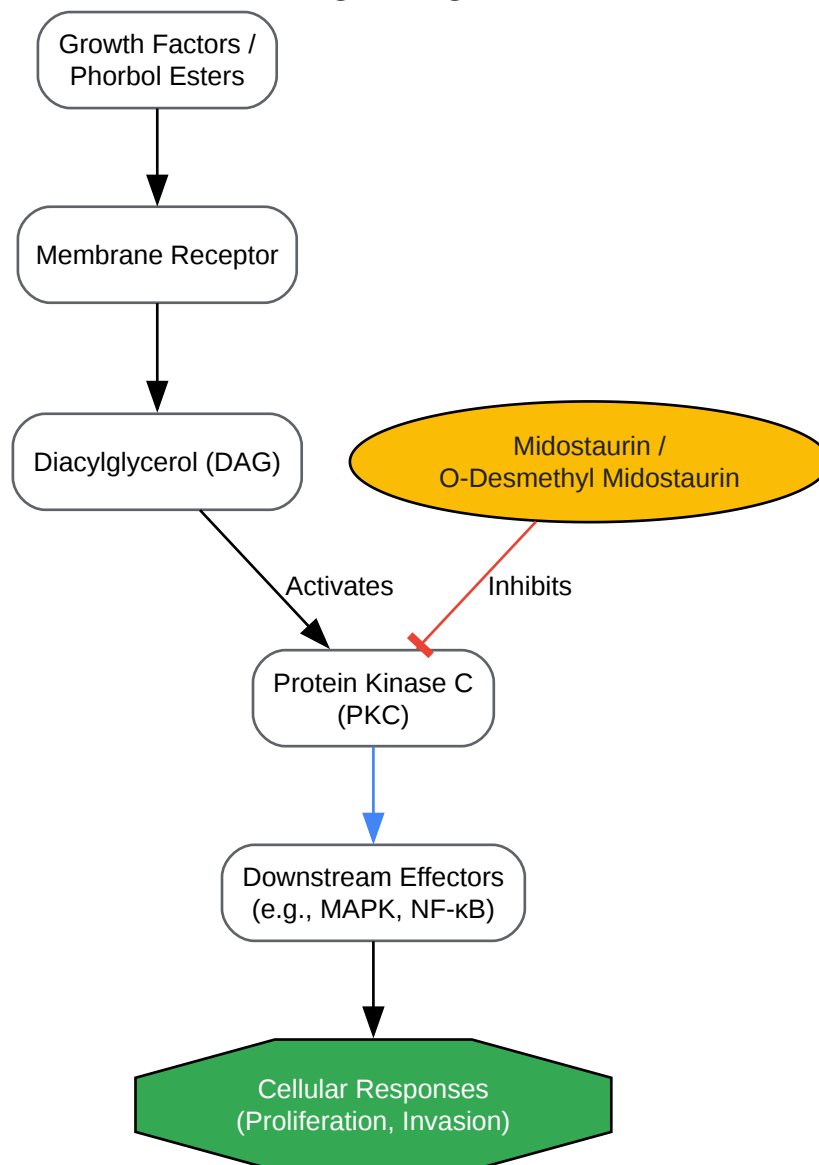 Growth Factors /
Phorbol Esters
Membrane Receptor
Diacylglycerol (DAG)
Midostaurin /
O-Desmethyl Midostaurin
Activates
Inhibits
Protein Kinase C
(PKC)
Downstream Effectors
(e.g., MAPK, NF-κB)
Cellular Responses
(Proliferation, Invasion)